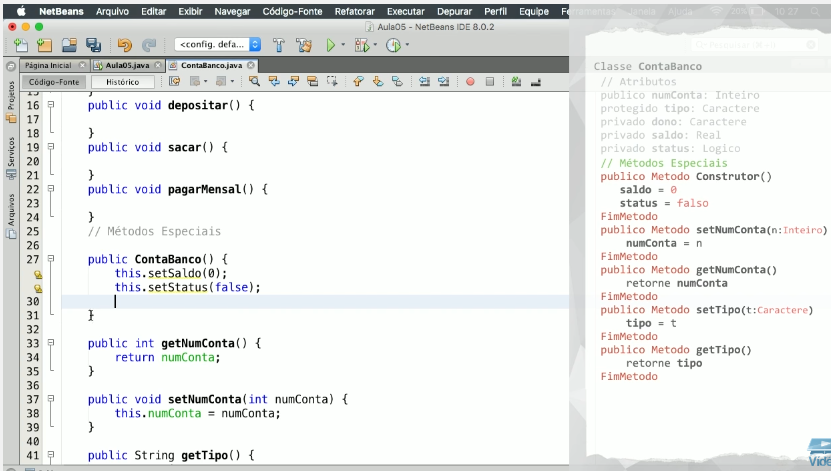 NetBeans Arquivo Editar Exibir Navegar Código-Fonte Refatorar Executar Depurar Perfil Equipe Ferramentas Janela Ajuda 20% 10:27
Aula05 - NetBeans IDE 8.0.2
<config. defa...
Página Inicial Aula05.java ContaBanco.java
Código-Fonte Histórico
Projetos
Serviços
Arquivos
15 }
16 public void depositar() {
17
18 }
19 public void sacar() {
20
21 }
22 public void pagarMensal() {
23
24 }
25 // Métodos Especiais
26
27 public ContaBanco() {
this.setSaldo(0);
this.setStatus(false);
30
31 }
32
33 public int getNumConta() {
34 return numConta;
35 }
36
37 public void setNumConta(int numConta) {
38 this.numConta = numConta;
39 }
40
41 public String getTipo() {
Classe ContaBanco
// Atributos
publico numConta: Inteiro
protegido tipo: Caractere
privado dono: Caractere
privado saldo: Real
privado status: Logico
// Métodos Especiais
publico Metodo Construtor()
saldo = 0
status = falso
FimMetodo
publico Metodo setNumConta(n:Inteiro)
numConta = n
FimMetodo
publico Metodo getNumConta()
retorne numConta
FimMetodo
publico Metodo setTipo(t:Caractere)
tipo = t
FimMetodo
publico Metodo getTipo()
retorne tipo
FimMetodo